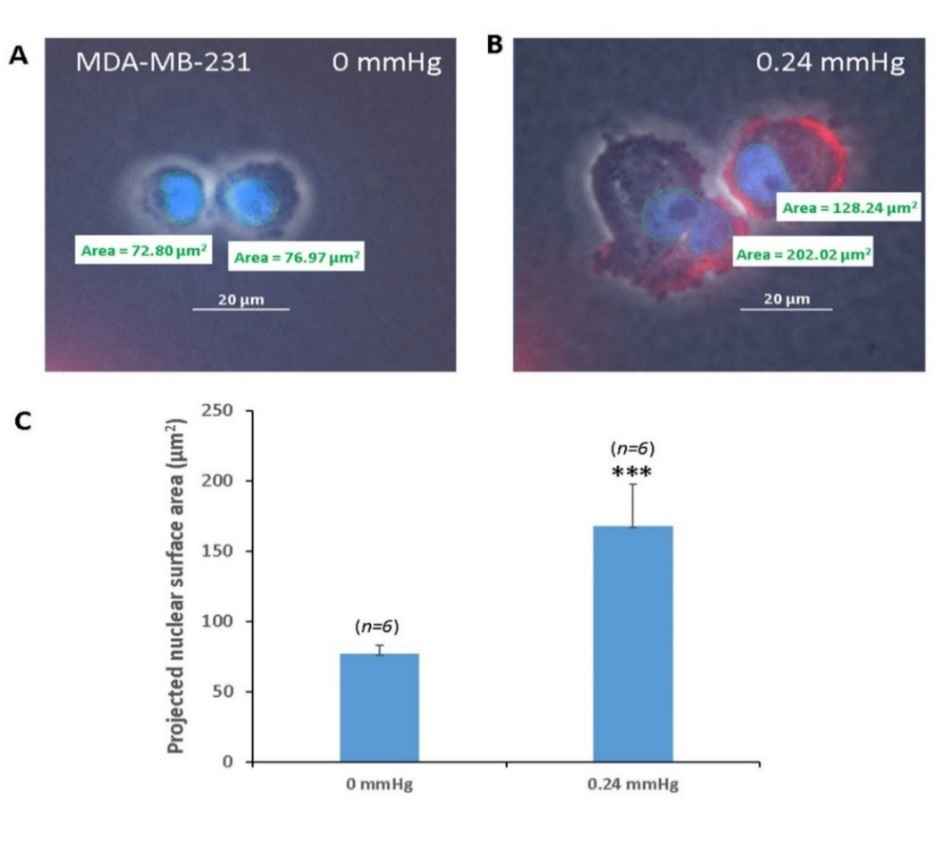 A
MDA-MB-231 0 mmHg
Area = 72.80 µm²
Area = 76.97 µm²
20 µm
B
0.24 mmHg
Area = 128.24 µm²
Area = 202.02 µm²
20 µm
C
Projected nuclear surface area (µm²)
250
200
150
100
50
0
(n=6)
(n=6)
***
0 mmHg
0.24 mmHg